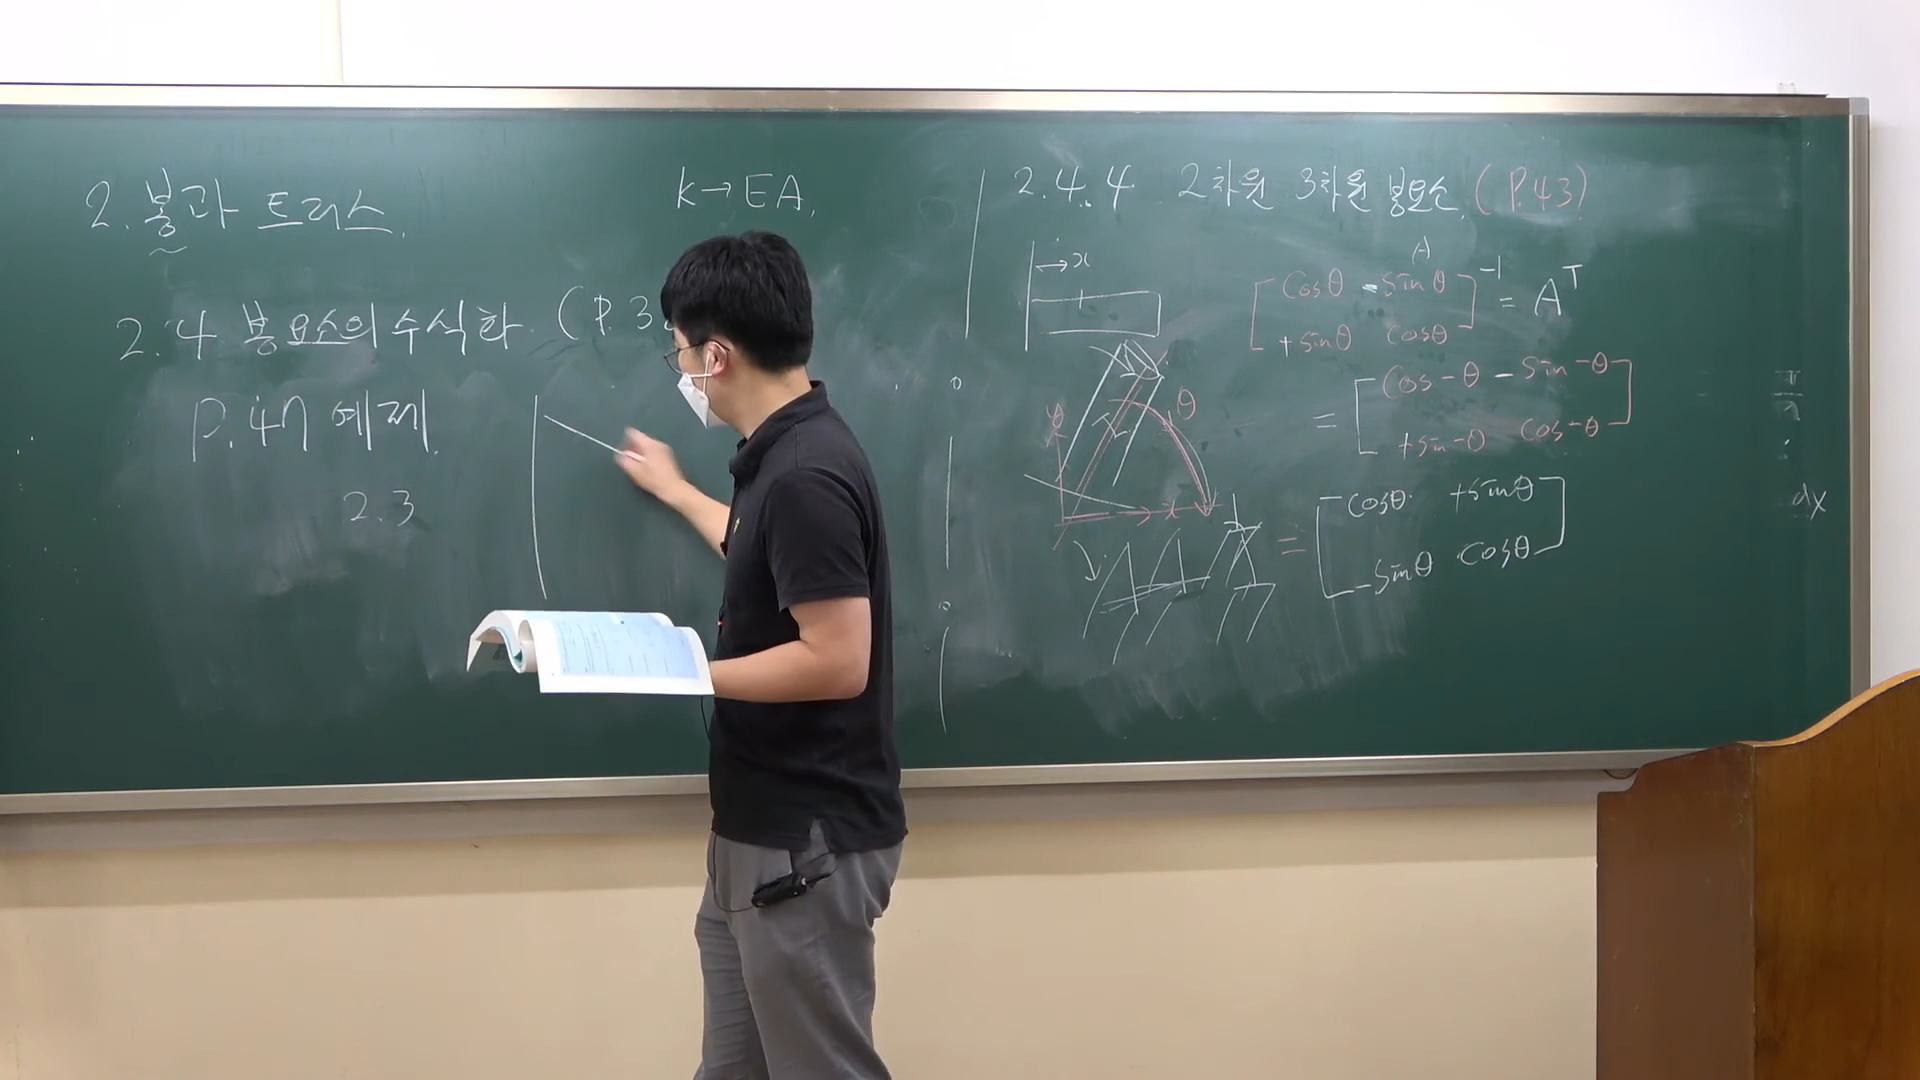 2. 봉과 트러스.
k→EA.
2.4 봉요소의 수식화. (P. 3
P.47 예제.
2.3
2.4.4 2차원 3차원 봉요소. (P.43)
↦x
A
[cosθ -sinθ
+sinθ cosθ]⁻¹ = Aᵀ
= [cos-θ -sin-θ
+sin-θ cos-θ]
= [cosθ +sinθ
-sinθ cosθ]
θ
y
x
dx